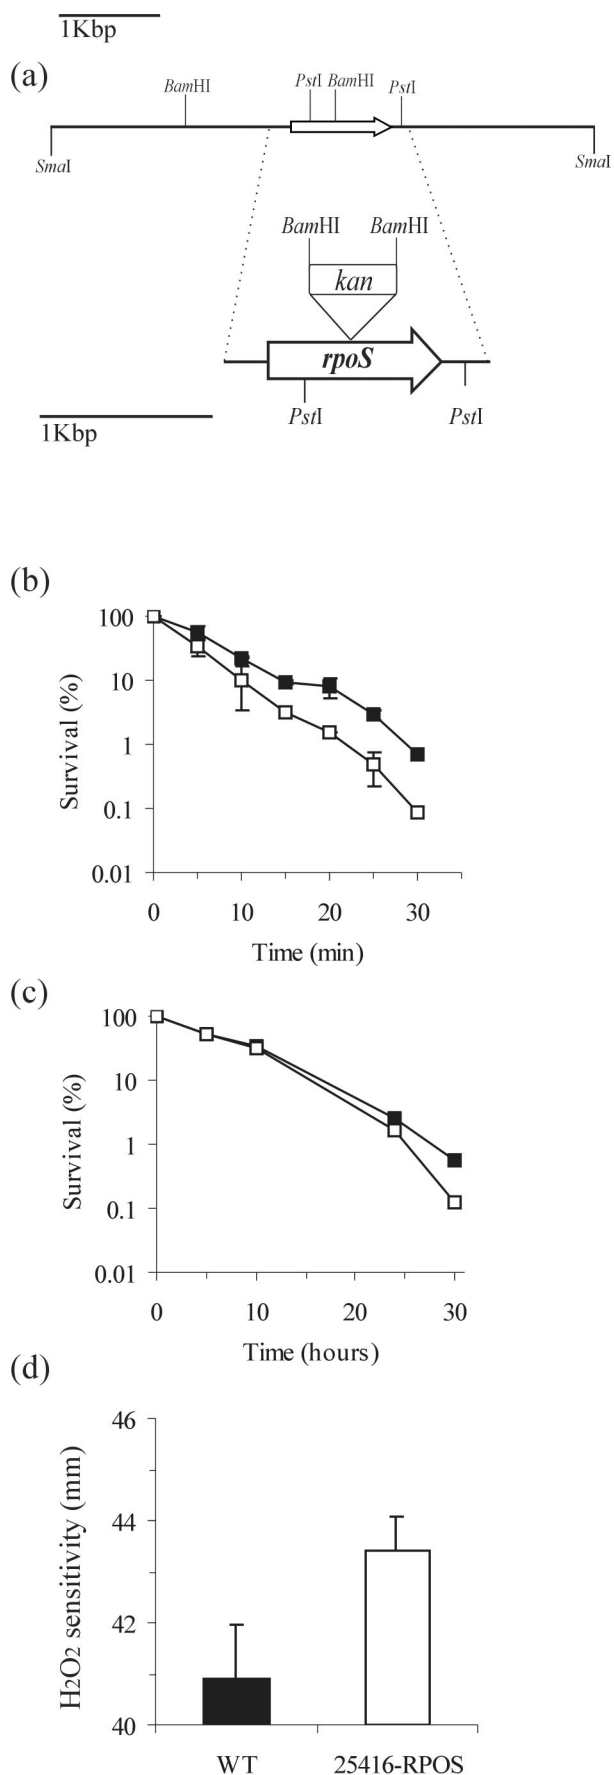 1Kbp
(a)
BamHI PstI BamHI PstI
SmaI SmaI
BamHI BamHI
kan
rpoS
PstI PstI
1Kbp
(b)
100
10
1
0.1
0.01
Survival (%)
0 10 20 30
Time (min)
(c)
100
10
1
0.1
0.01
Survival (%)
0 10 20 30
Time (hours)
(d)
46
44
42
40
H2O2 sensitivity (mm)
WT 25416-RPOS